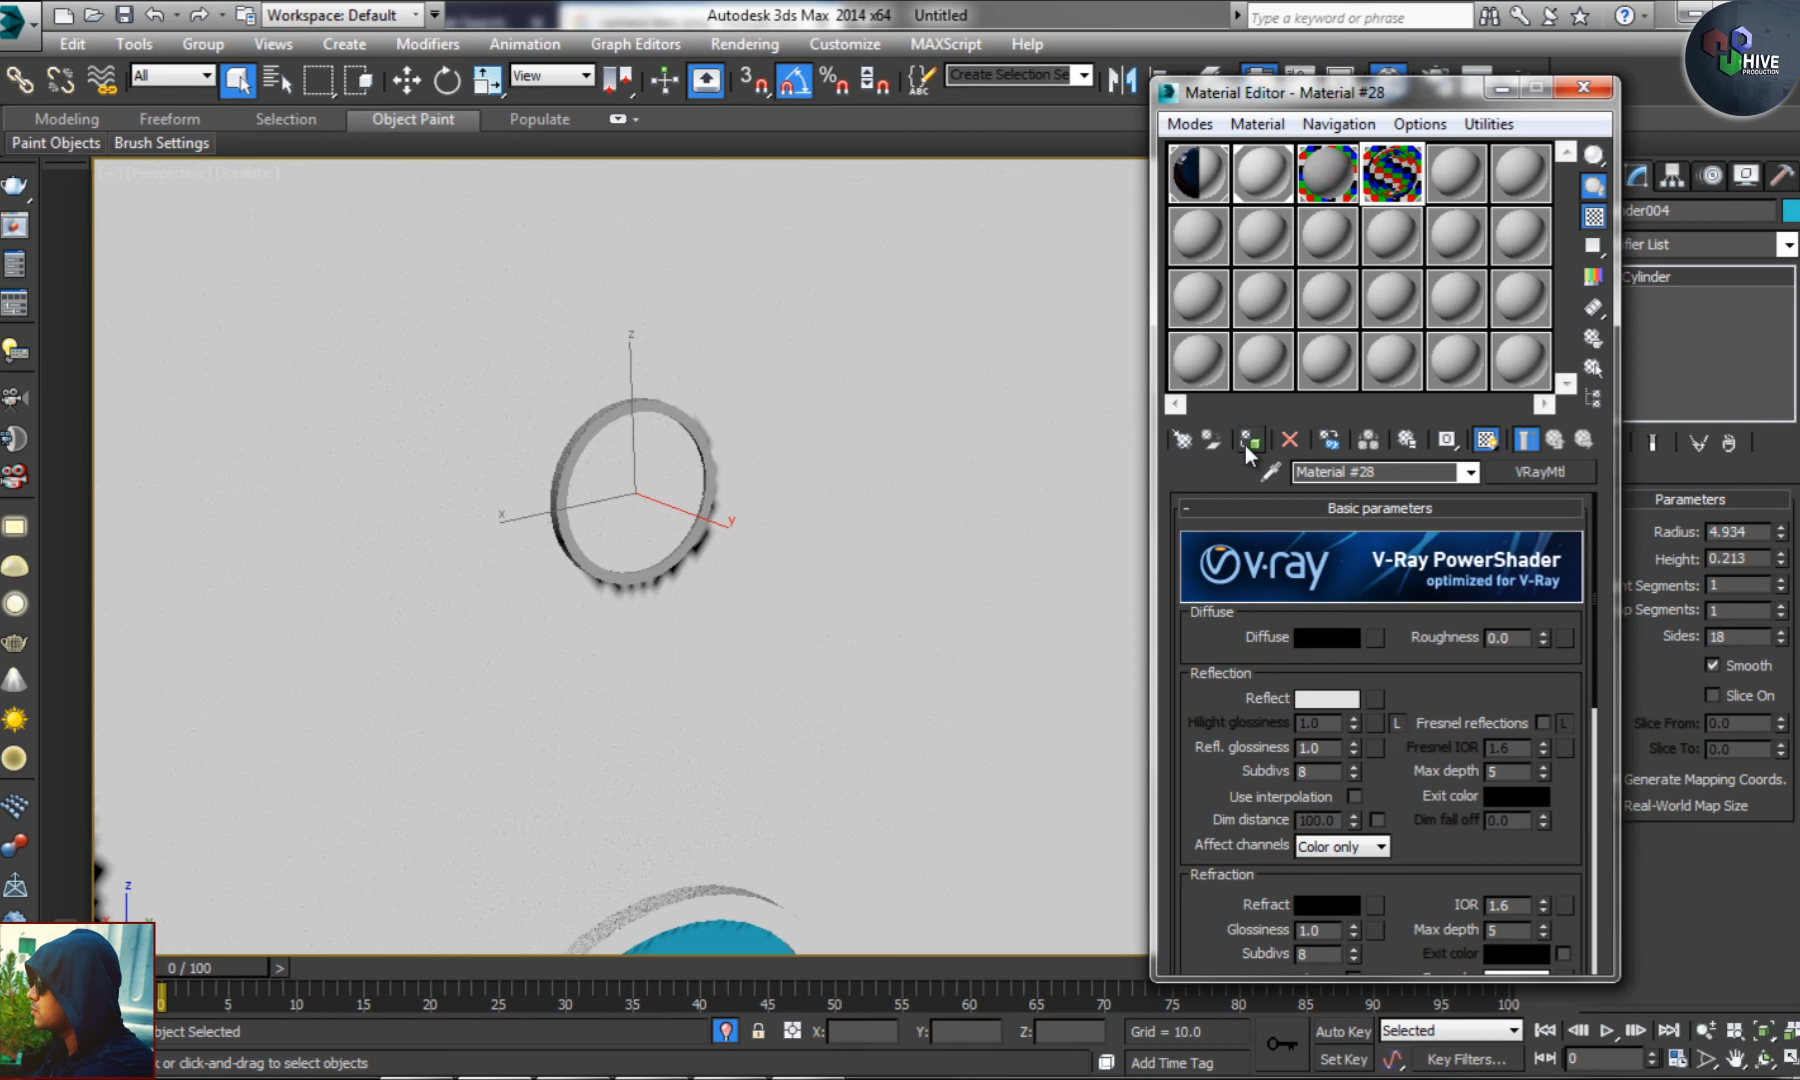 Workspace: Default
Autodesk 3ds Max 2014 x64 Untitled
Type a keyword or phrase
HIVE
PRODUCTION
Edit Tools Group Views Create Modifiers Animation Graph Editors Rendering Customize MAXScript Help
All
View
3
%
ABC
Create Selection Se
Material Editor - Material #28
Modeling Freeform Selection Object Paint Populate
Modes Material Navigation Options Utilities
Paint Objects Brush Settings
[+] [Perspective] [Realistic]
der004
fier List
Cylinder
z
x
y
Material #28
VRayMtl
Basic parameters
v·ray
V-Ray PowerShader
optimized for V-Ray
Diffuse
Diffuse
Roughness 0.0
Reflection
Reflect
Hilight glossiness 1.0 L Fresnel reflections L
Refl. glossiness 1.0 Fresnel IOR 1.6
Subdivs 8 Max depth 5
Use interpolation Exit color
Dim distance 100.0 Dim fall off 0.0
Affect channels Color only
Refraction
Refract IOR 1.6
Glossiness 1.0 Max depth 5
Subdivs 8 Exit color
Parameters
Radius: 4.934
Height: 0.213
t Segments: 1
p Segments: 1
Sides: 18
Smooth
Slice On
Slice From: 0.0
Slice To: 0.0
Generate Mapping Coords.
Real-World Map Size
z
0 / 100 >
0 5 10 15 20 25 30 35 40 45 50 55 60 65 70 75 80 85 90 95 100
bject Selected
X: Y: Z: Grid = 10.0
Auto Key Selected
k or click-and-drag to select objects
Add Time Tag
Set Key Key Filters... 0